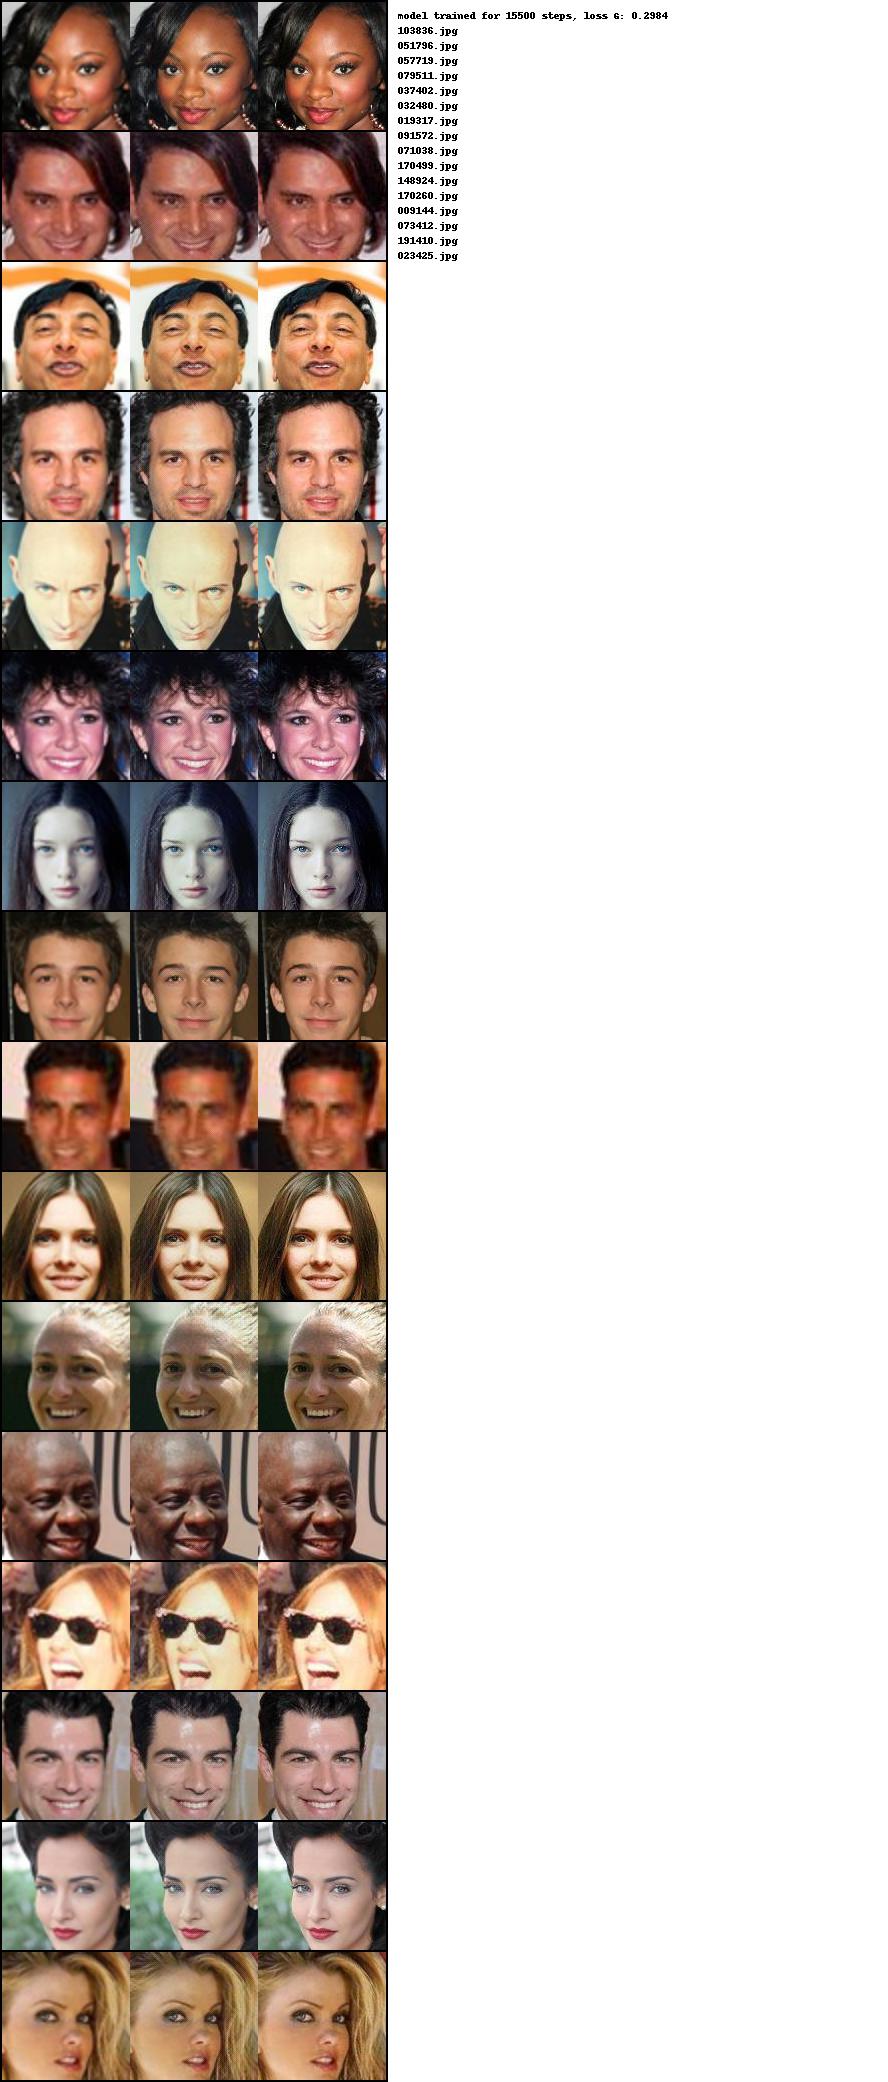 model trained for 15500 steps, loss G: 0.2984
103836.jpg
051796.jpg
057719.jpg
079511.jpg
037402.jpg
032480.jpg
019317.jpg
091572.jpg
071038.jpg
170499.jpg
148924.jpg
170260.jpg
009144.jpg
073412.jpg
191410.jpg
023425.jpg